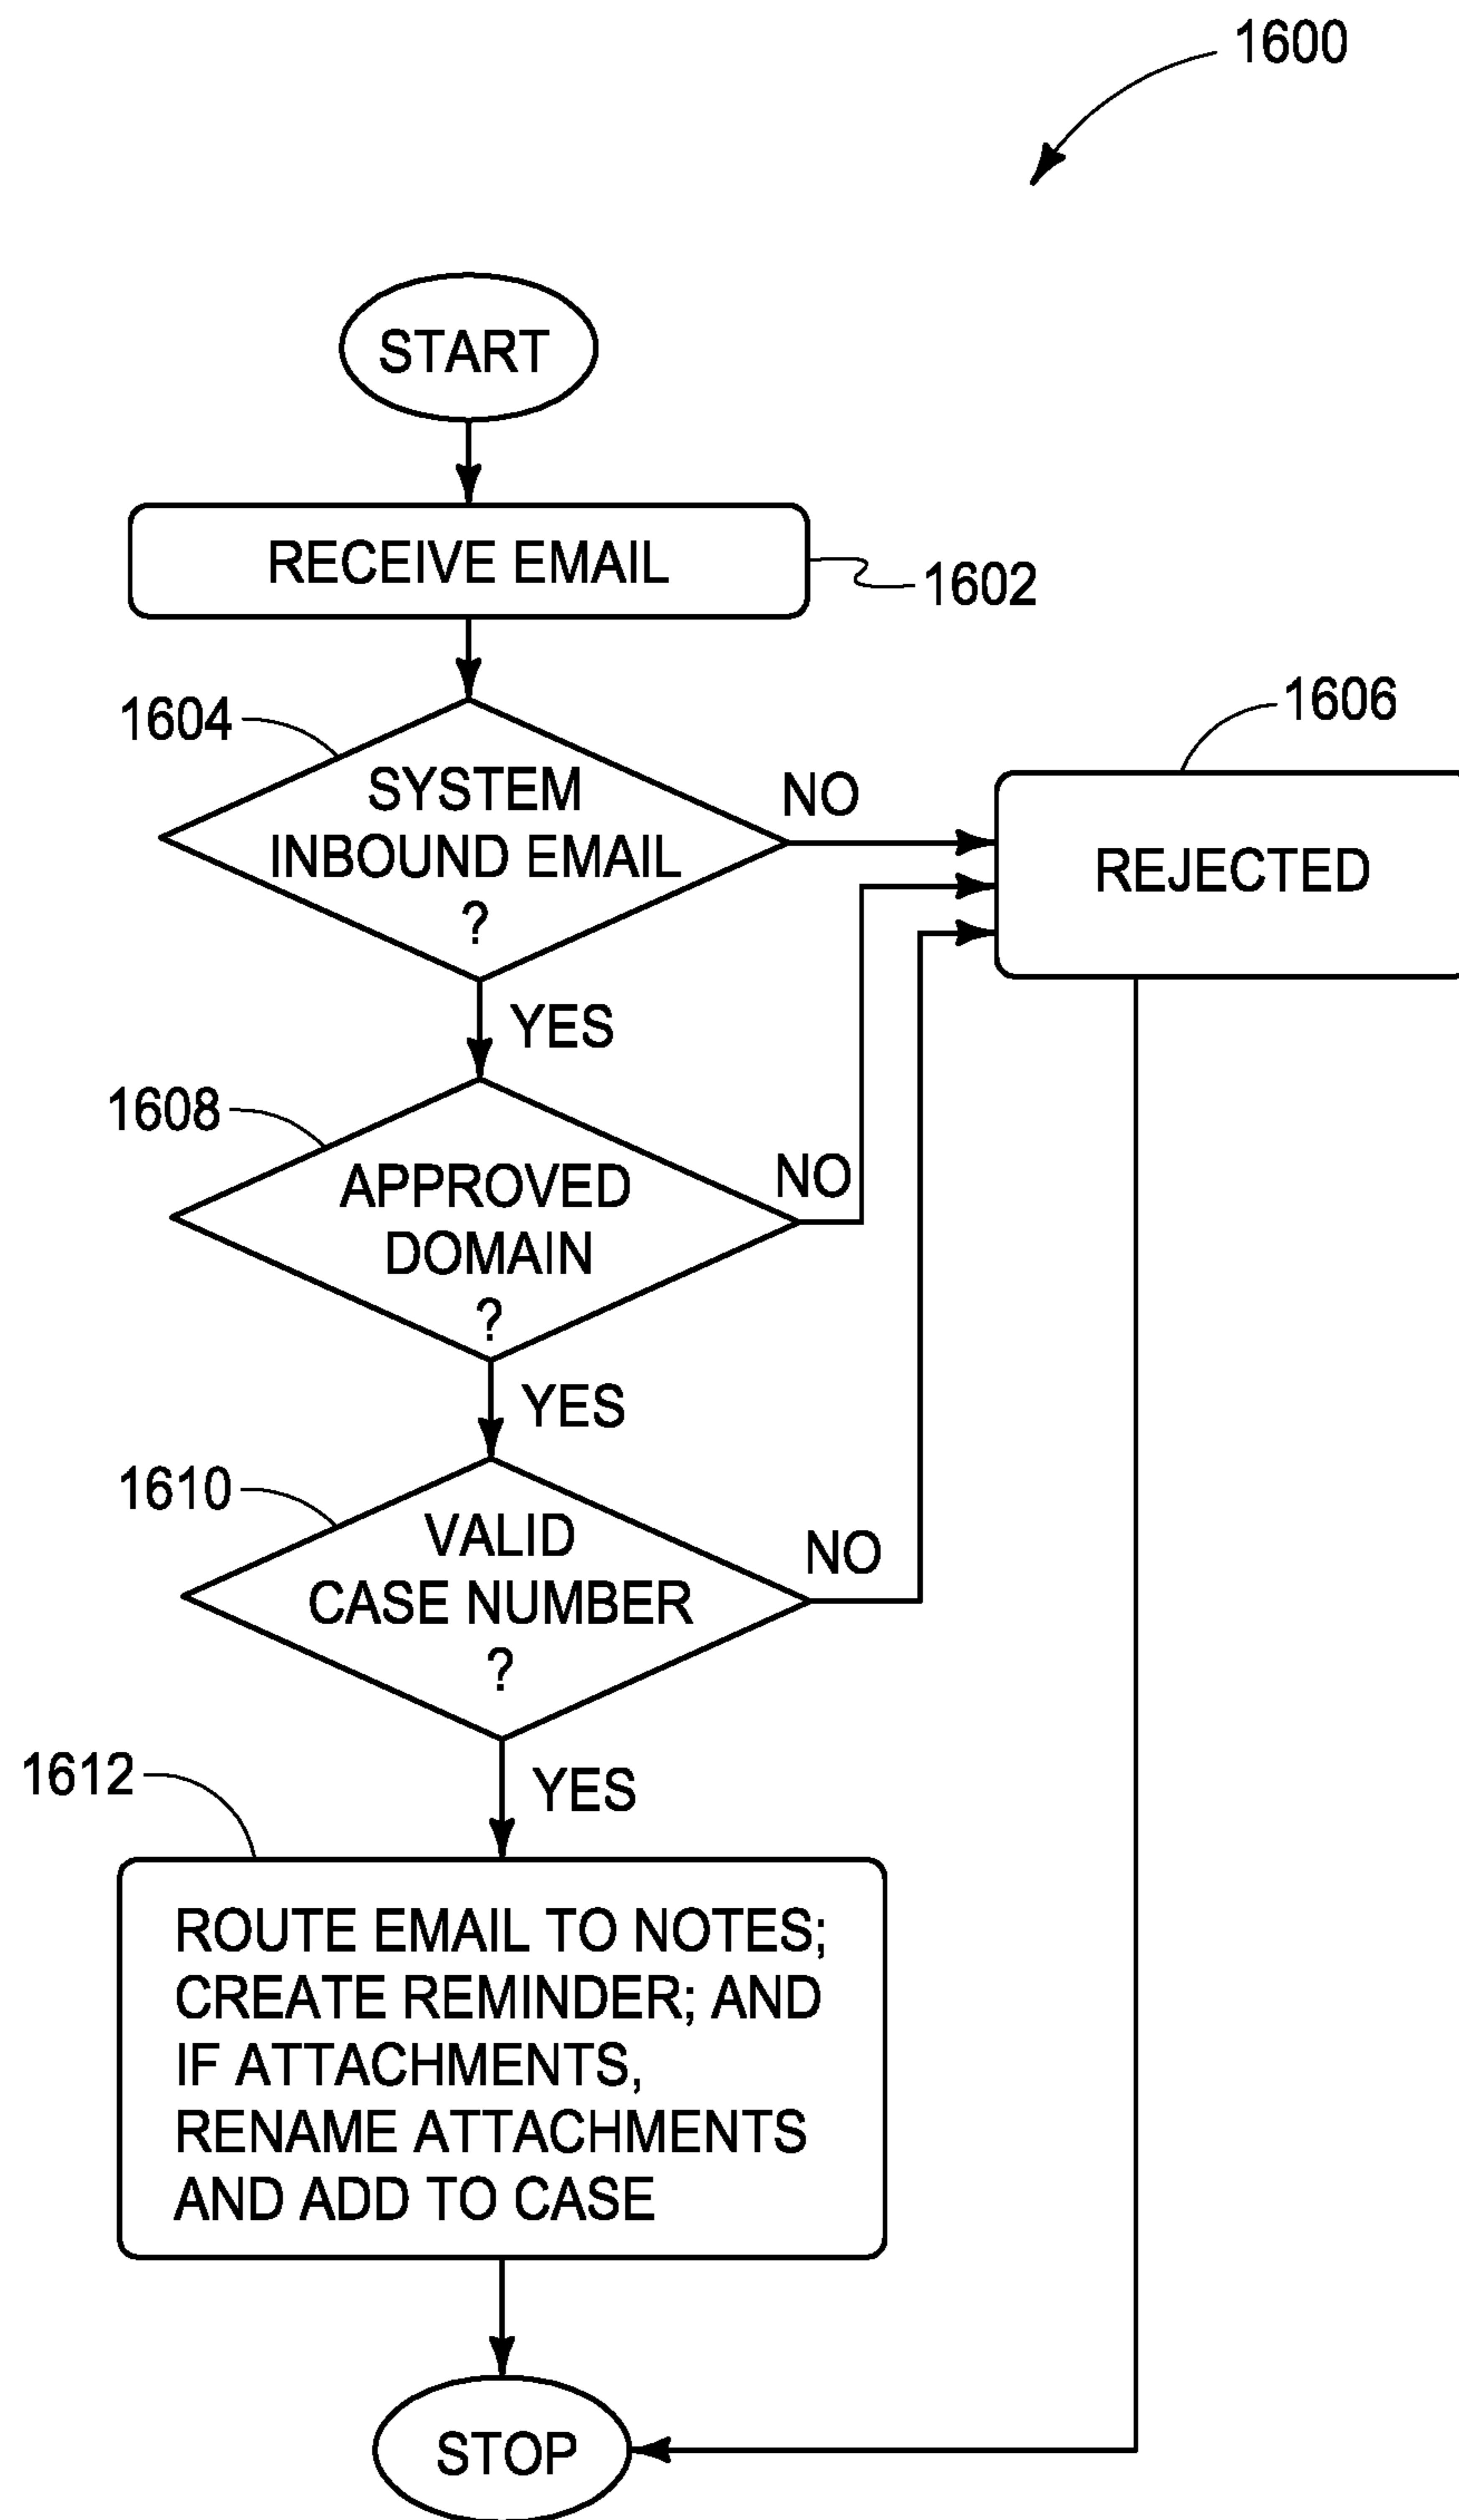 1600
START
RECEIVE EMAIL
1602
1604
SYSTEM
INBOUND EMAIL
?
NO
1606
REJECTED
YES
1608
APPROVED
DOMAIN
?
NO
YES
1610
VALID
CASE NUMBER
?
NO
YES
1612
ROUTE EMAIL TO NOTES;
CREATE REMINDER; AND
IF ATTACHMENTS,
RENAME ATTACHMENTS
AND ADD TO CASE
STOP